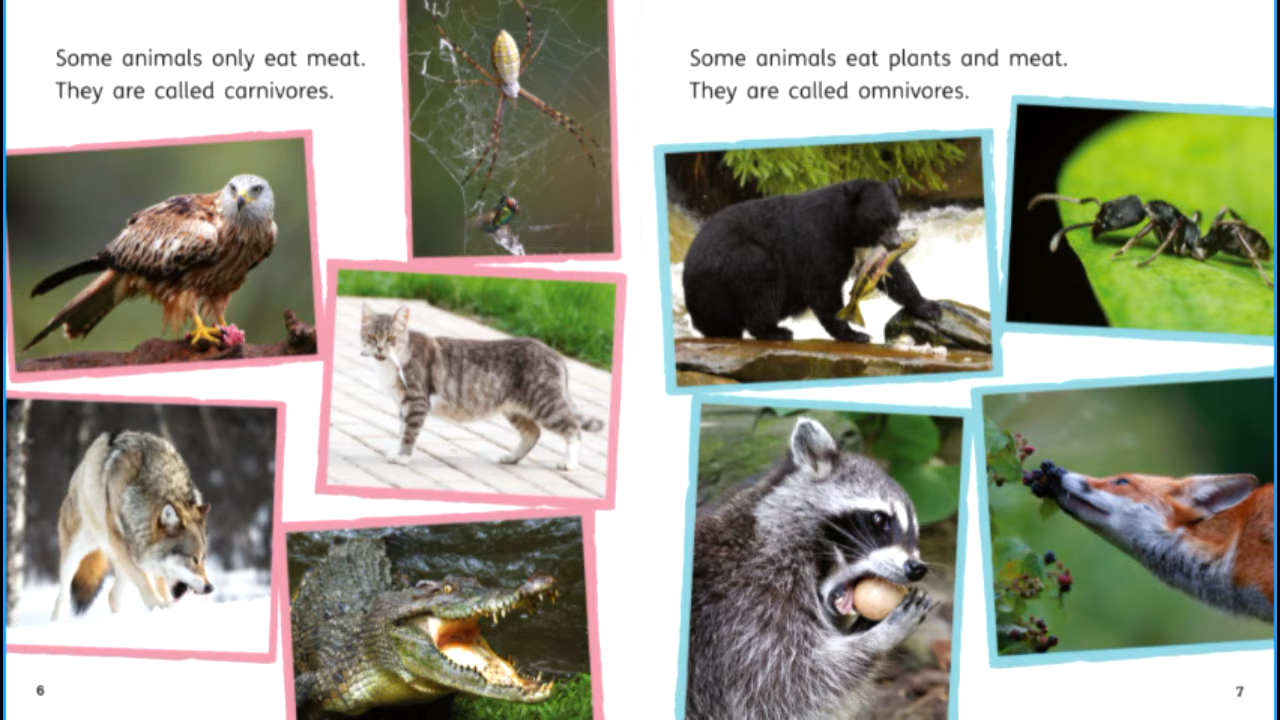 Some animals only eat meat.
They are called carnivores.
6
Some animals eat plants and meat.
They are called omnivores.
7